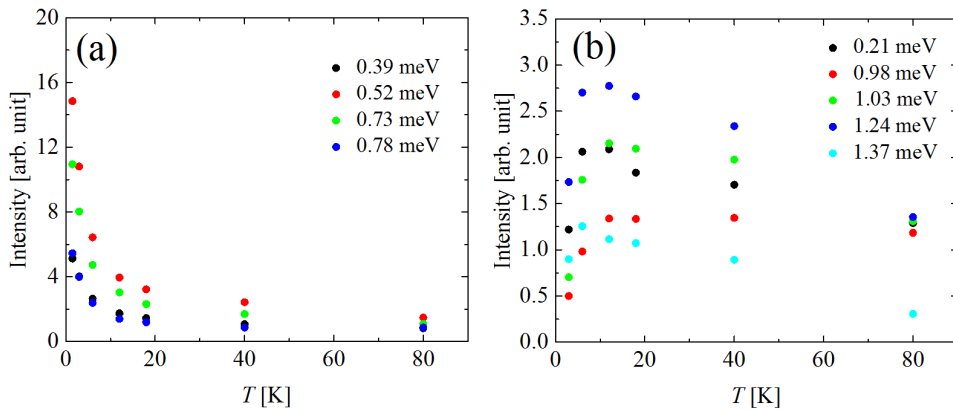 (a)
0.39 meV
0.52 meV
0.73 meV
0.78 meV
Intensity [arb. unit]
20
16
12
8
4
0
0 20 40 60 80
T [K]
(b)
0.21 meV
0.98 meV
1.03 meV
1.24 meV
1.37 meV
Intensity [arb. unit]
3.5
3.0
2.5
2.0
1.5
1.0
0.5
0.0
0 20 40 60 80
T [K]